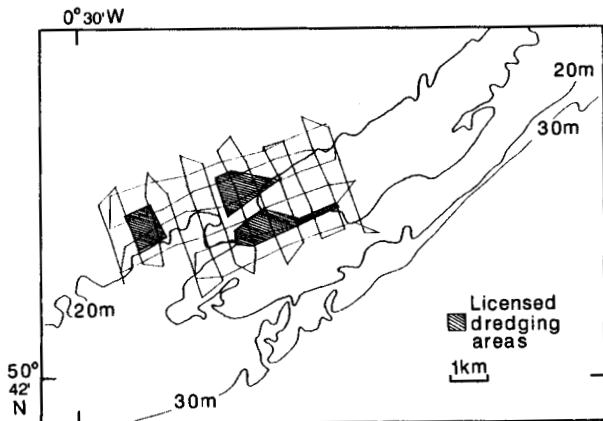 0° 30' W
20m
30m
20m
Licensed
dredging
areas
1km
50°
42'
N
30m